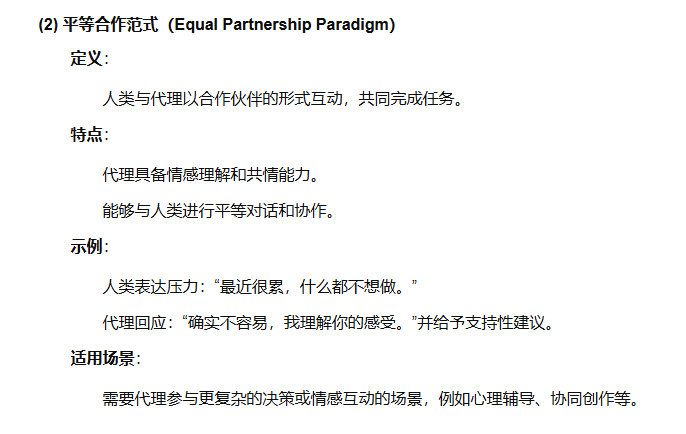 (2) 平等合作范式（Equal Partnership Paradigm）
定义：
人类与代理以合作伙伴的形式互动，共同完成任务。
特点：
代理具备情感理解和共情能力。
能够与人类进行平等对话和协作。
示例：
人类表达压力：“最近很累，什么都不想做。”
代理回应：“确实不容易，我理解你的感受。”并给予支持性建议。
适用场景：
需要代理参与更复杂的决策或情感互动的场景，例如心理辅导、协同创作等。